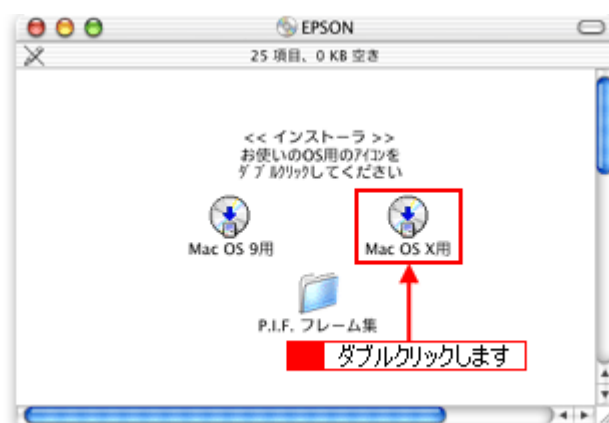 EPSON
25 項目、0 KB 空き
<< インストーラ >>
お使いのOS用のｱｲｺﾝを
ﾀﾞﾌﾞﾙｸﾘｯｸしてください
Mac OS 9用
Mac OS X用
P.I.F. フレーム集
ダブルクリックします